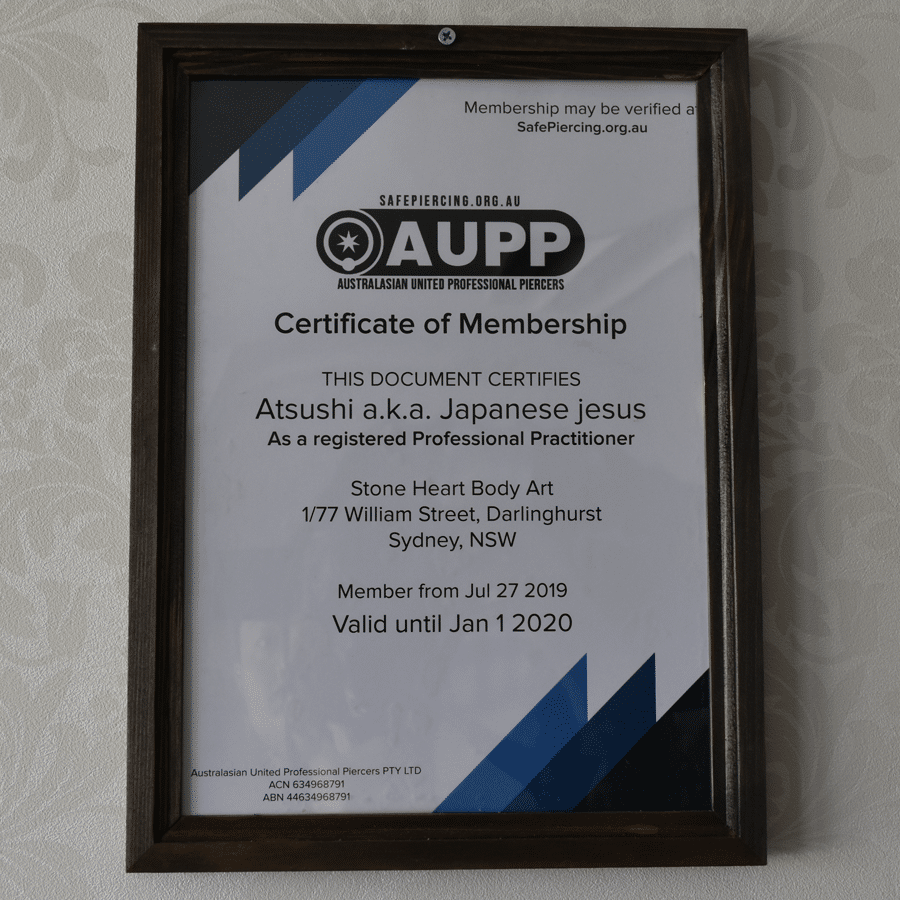 Membership may be verified at
SafePiercing.org.au
SAFEPIERCING.ORG.AU
AUPP
AUSTRALASIAN UNITED PROFESSIONAL PIERCERS
Certificate of Membership
THIS DOCUMENT CERTIFIES
Atsushi a.k.a. Japanese jesus
As a registered Professional Practitioner
Stone Heart Body Art
1/77 William Street, Darlinghurst
Sydney, NSW
Member from Jul 27 2019
Valid until Jan 1 2020
Australasian United Professional Piercers PTY LTD
ACN 634968791
ABN 44634968791